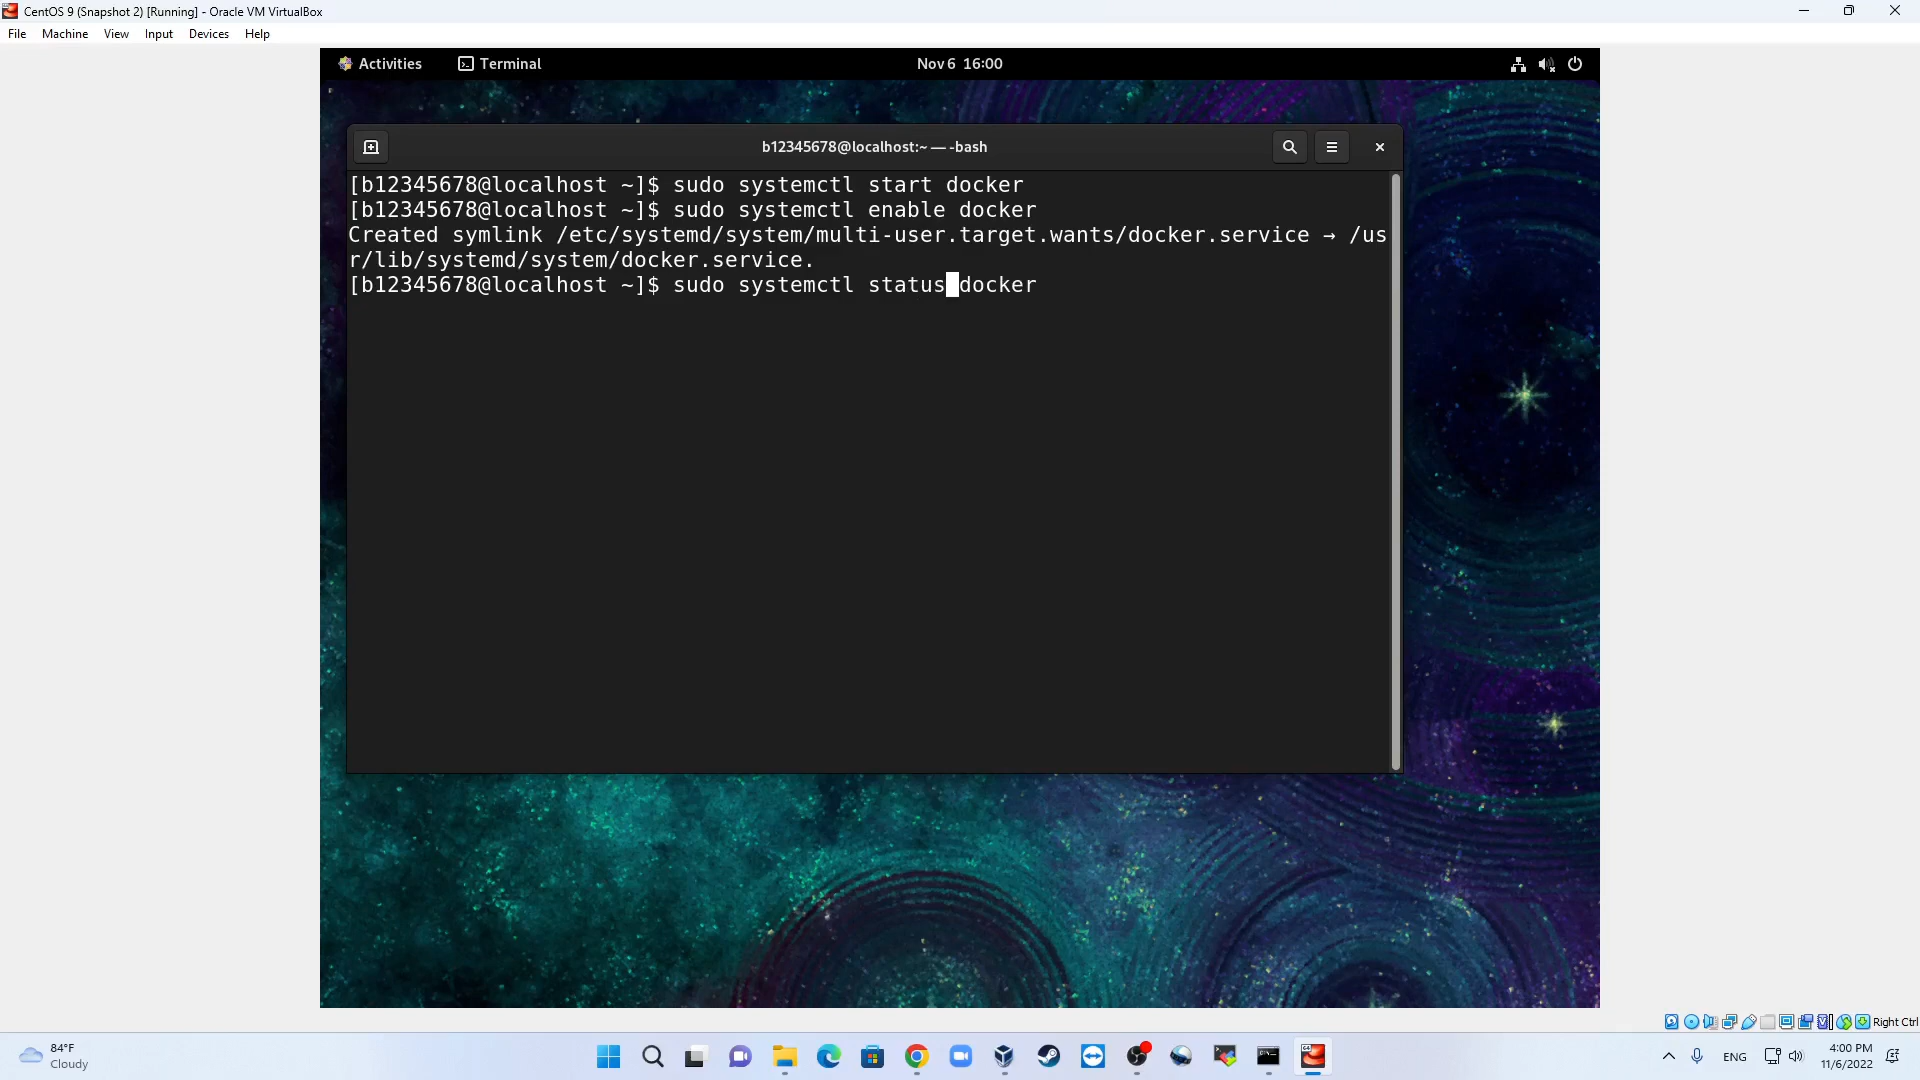 CentOS 9 (Snapshot 2) [Running] - Oracle VM VirtualBox
File Machine View Input Devices Help
Activities Terminal Nov 6 16:00
b12345678@localhost:~ — -bash
[b12345678@localhost ~]$ sudo systemctl start docker
[b12345678@localhost ~]$ sudo systemctl enable docker
Created symlink /etc/systemd/system/multi-user.target.wants/docker.service → /us
r/lib/systemd/system/docker.service.
[b12345678@localhost ~]$ sudo systemctl status docker
Right Ctrl
84°F
Cloudy
ENG
4:00 PM
11/6/2022